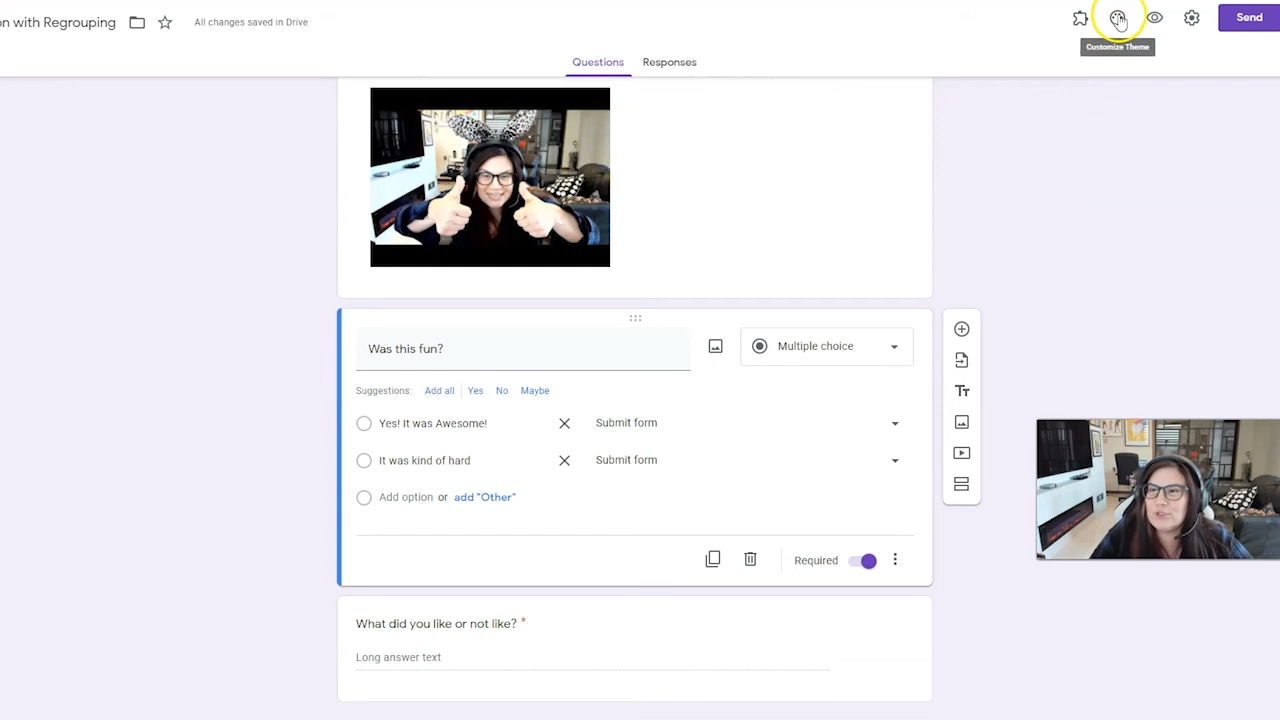 on with Regrouping
All changes saved in Drive
Send
Customize Theme
Questions
Responses
Was this fun?
Multiple choice
Suggestions: Add all Yes No Maybe
Yes! It was Awesome!
Submit form
It was kind of hard
Submit form
Add option or add "Other"
Required
Tт
What did you like or not like? *
Long answer text